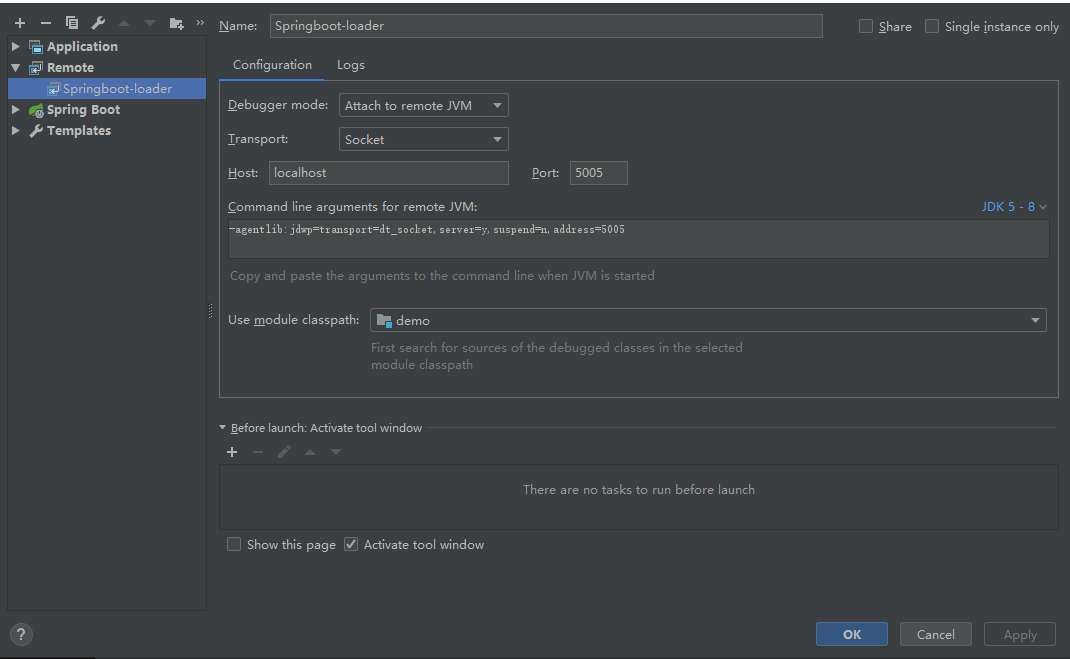 Name: Springboot-loader
Share
Single instance only
Application
Remote
Springboot-loader
Spring Boot
Templates
Configuration
Logs
Debugger mode: Attach to remote JVM
Transport: Socket
Host: localhost
Port: 5005
Command line arguments for remote JVM:
JDK 5 - 8
-agentlib:jdwp=transport=dt_socket,server=y,suspend=n,address=5005
Copy and paste the arguments to the command line when JVM is started
Use module classpath: demo
First search for sources of the debugged classes in the selected
module classpath
Before launch: Activate tool window
There are no tasks to run before launch
Show this page
Activate tool window
?
OK
Cancel
Apply